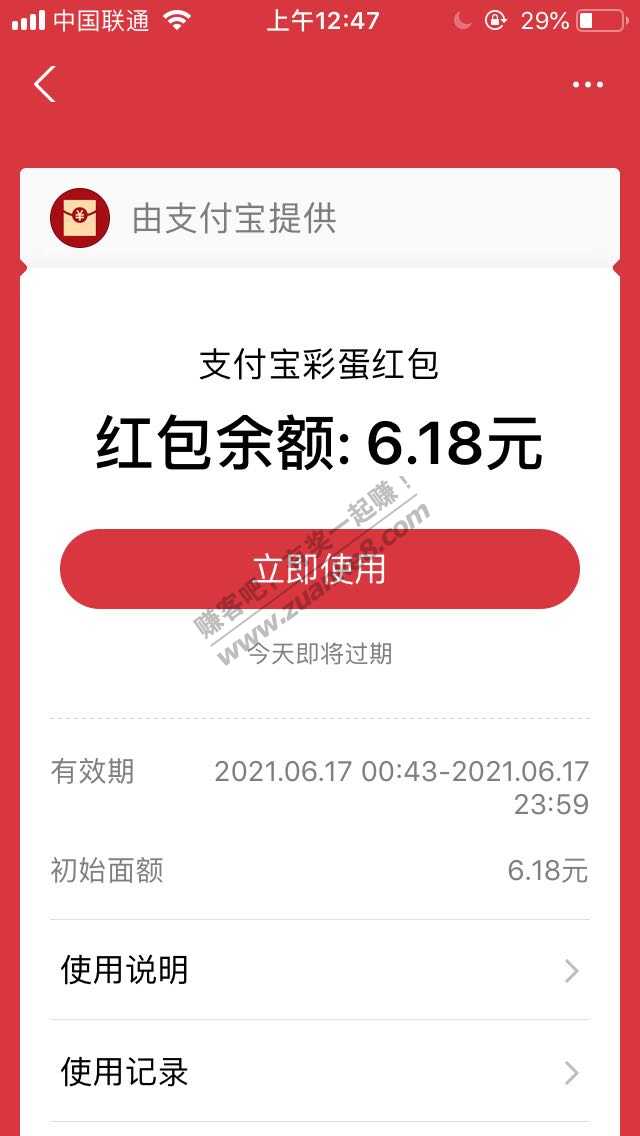 中国联通 上午12:47 29%
由支付宝提供
支付宝彩蛋红包
红包余额: 6.18元
立即使用
赚客吧,有奖一起赚!
www.zuanke8.com
今天即将过期
有效期 2021.06.17 00:43-2021.06.17
23:59
初始面额 6.18元
使用说明
使用记录